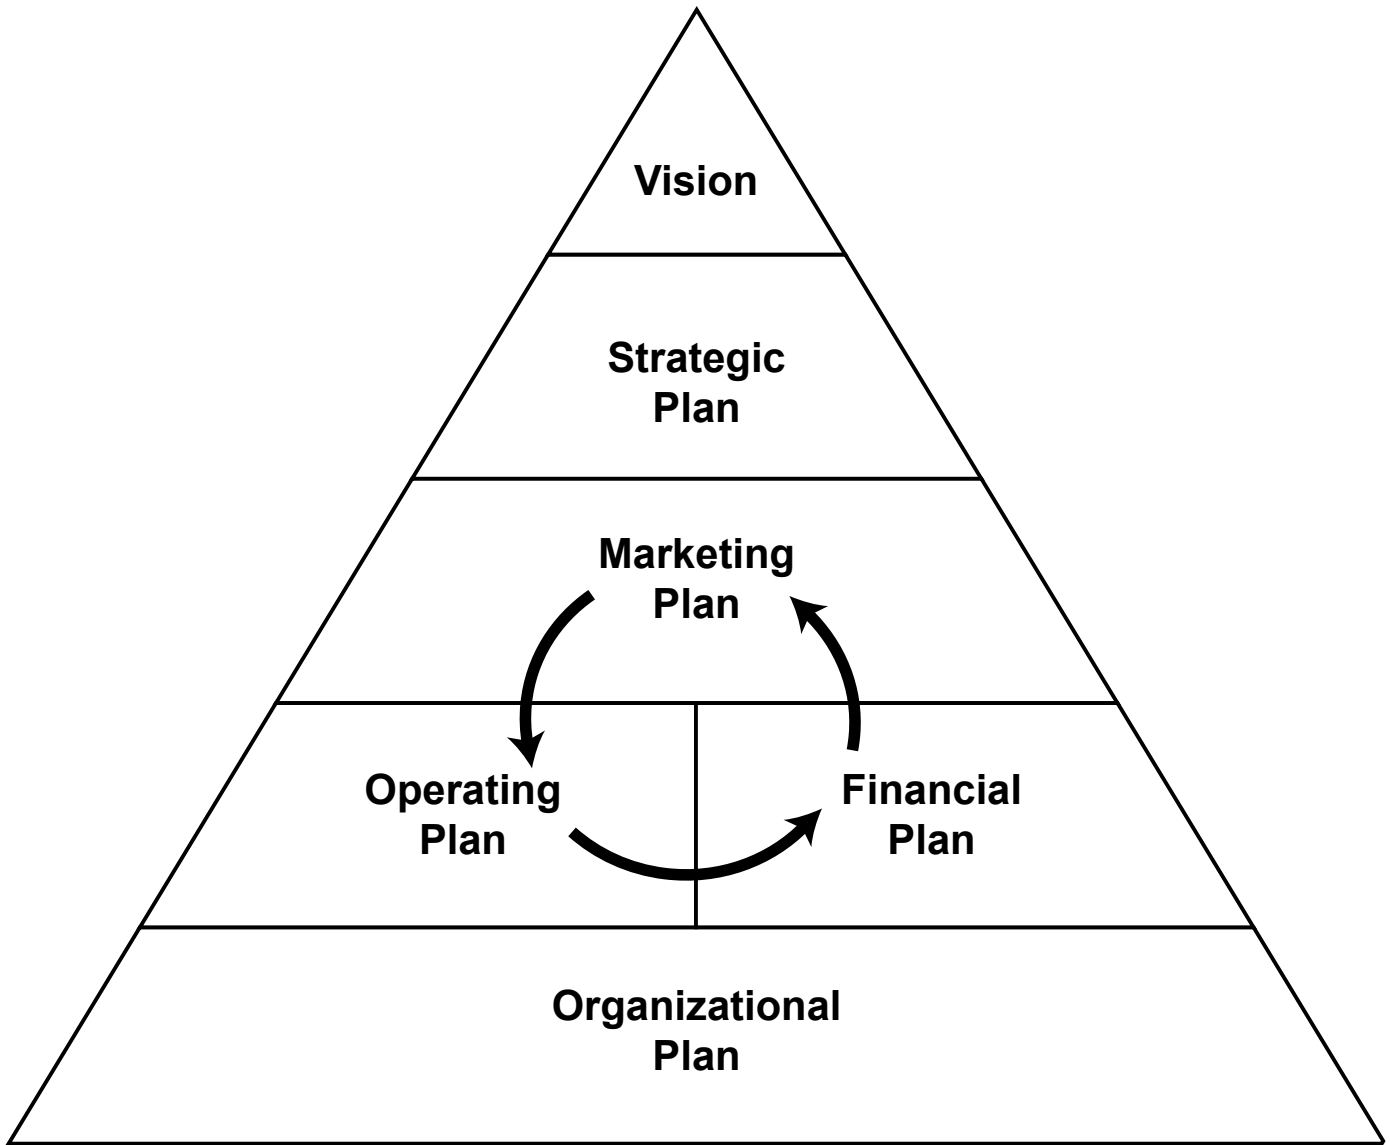 Vision
Strategic
Plan
Marketing
Plan
Operating
Plan
Financial
Plan
Organizational
Plan